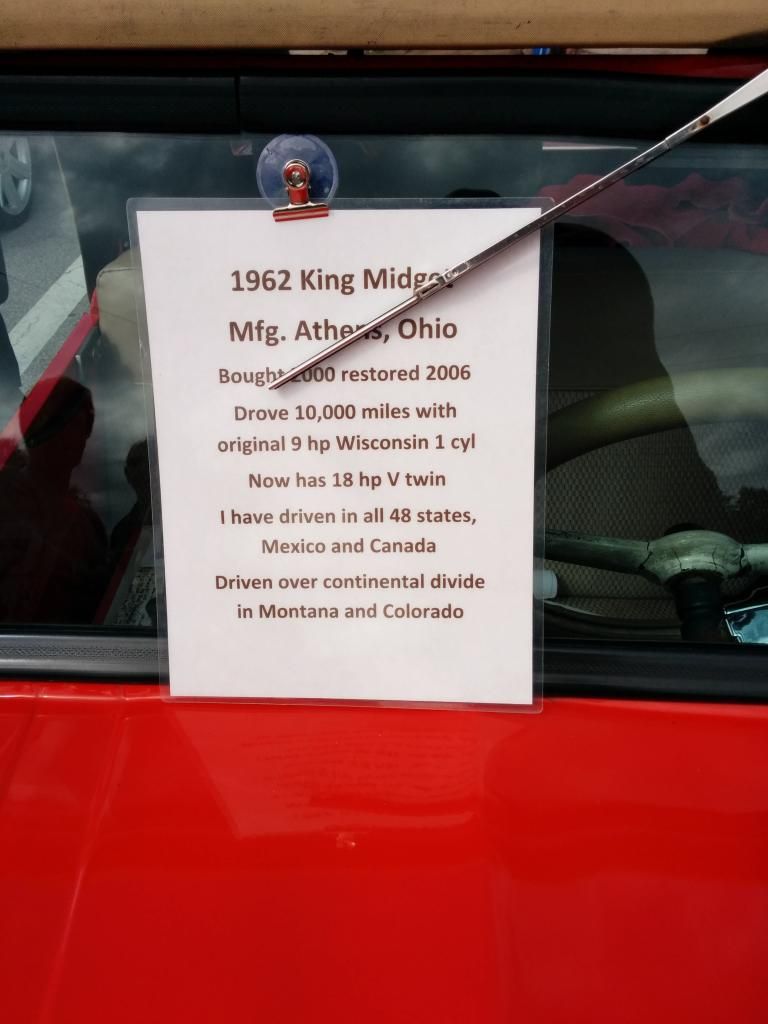 1962 King Midget
Mfg. Athens, Ohio
Bought 2000 restored 2006
Drove 10,000 miles with
original 9 hp Wisconsin 1 cyl
Now has 18 hp V twin
I have driven in all 48 states,
Mexico and Canada
Driven over continental divide
in Montana and Colorado